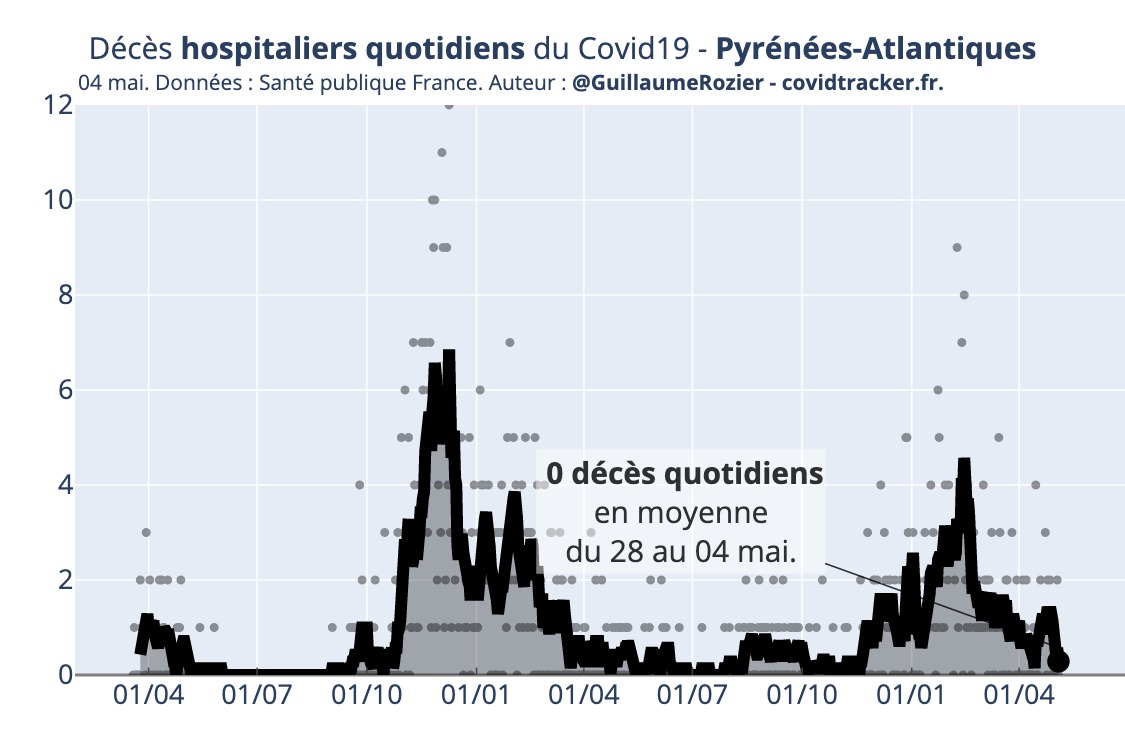 Décès hospitaliers quotidiens du Covid19 - Pyrénées-Atlantiques
04 mai. Données : Santé publique France. Auteur : @GuillaumeRozier - covidtracker.fr.
12
10
8
6
4
2
0
0 décès quotidiens
en moyenne
du 28 au 04 mai.
01/04 01/07 01/10 01/01 01/04 01/07 01/10 01/01 01/04